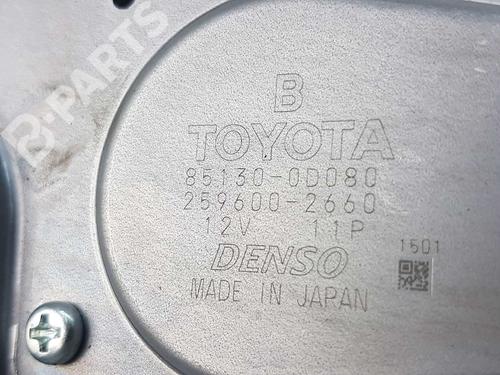 B-PARTS
B
TOYOTA
85130-0D080
259600-2660
12V 11P
DENSO
1501
MADE IN JAPAN